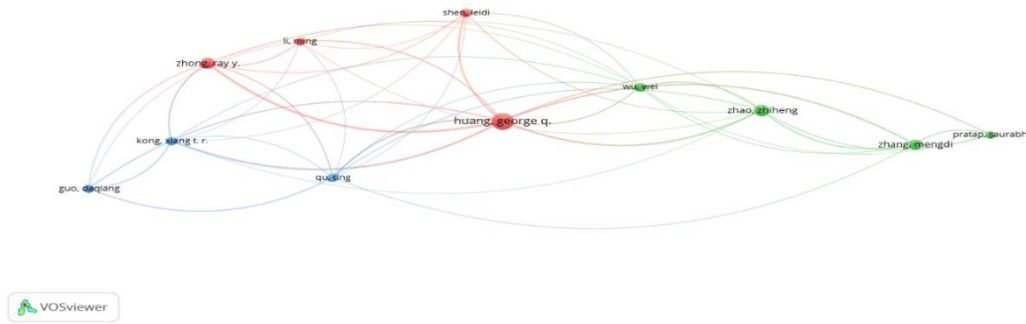 shen, leidi
li, ming
zhong, ray y.
wu, wei
zhao, zhiheng
huang, george q.
pratap, saurabh
kong, xiang t. r.
zhang, mengdi
qu, ting
guo, daqiang
VOSviewer